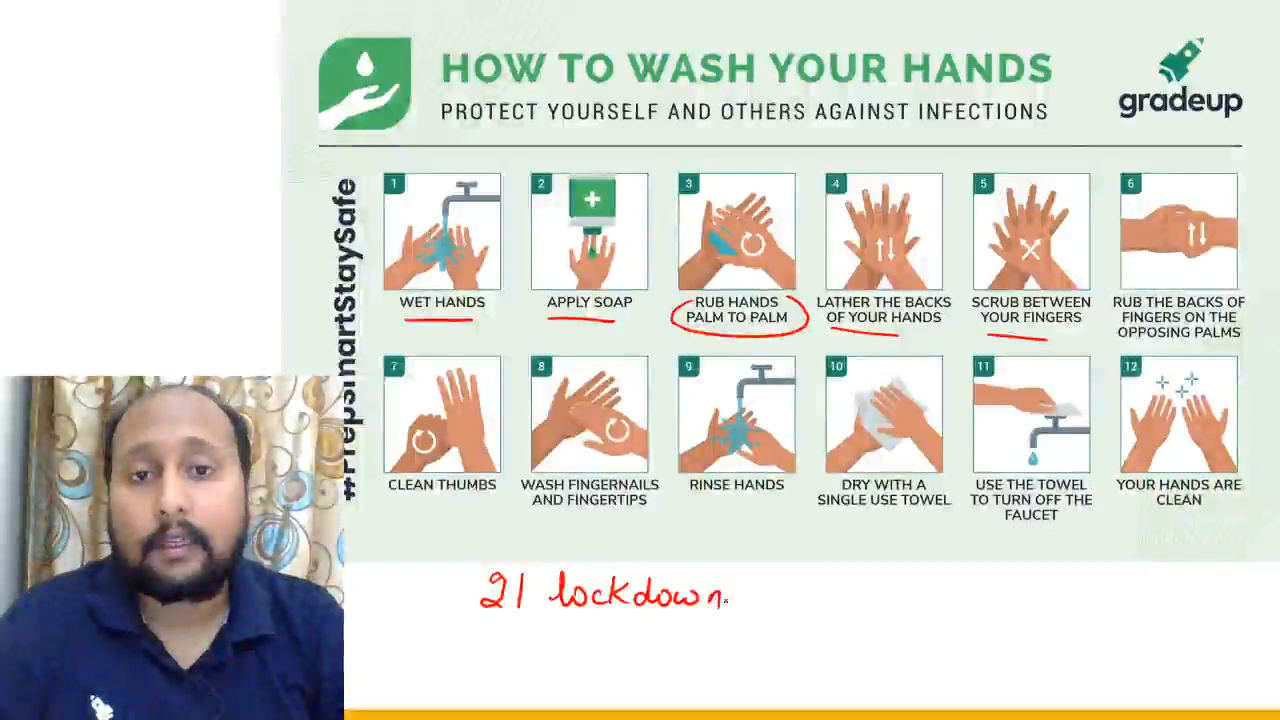 HOW TO WASH YOUR HANDS
PROTECT YOURSELF AND OTHERS AGAINST INFECTIONS
gradeup
#PrepSmartStaySafe
1
WET HANDS
2
APPLY SOAP
3
RUB HANDS
PALM TO PALM
4
LATHER THE BACKS
OF YOUR HANDS
5
SCRUB BETWEEN
YOUR FINGERS
6
RUB THE BACKS OF
FINGERS ON THE
OPPOSING PALMS
7
CLEAN THUMBS
8
WASH FINGERNAILS
AND FINGERTIPS
9
RINSE HANDS
10
DRY WITH A
SINGLE USE TOWEL
11
USE THE TOWEL
TO TURN OFF THE
FAUCET
12
YOUR HANDS ARE
CLEAN
21 lockdown